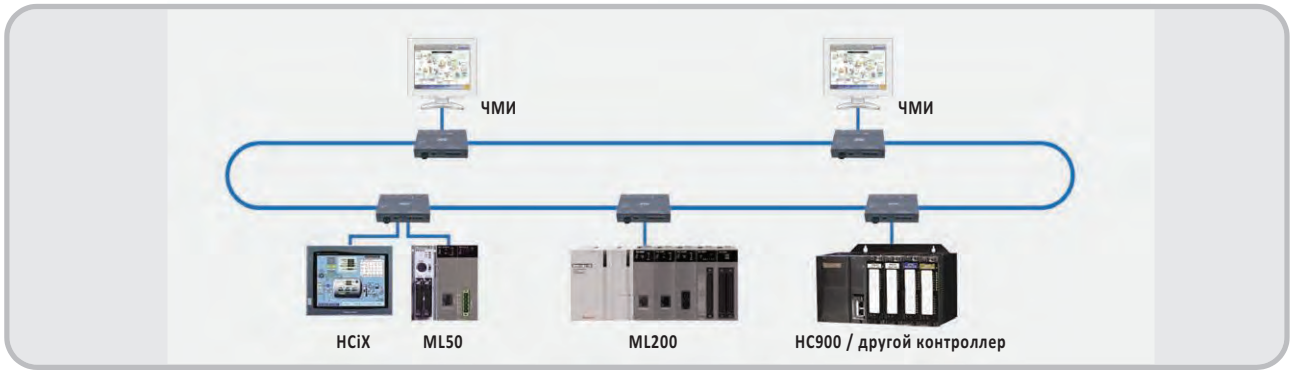 ЧМИ
ЧМИ
HCiX
ML50
ML200
HC900 / другой контроллер